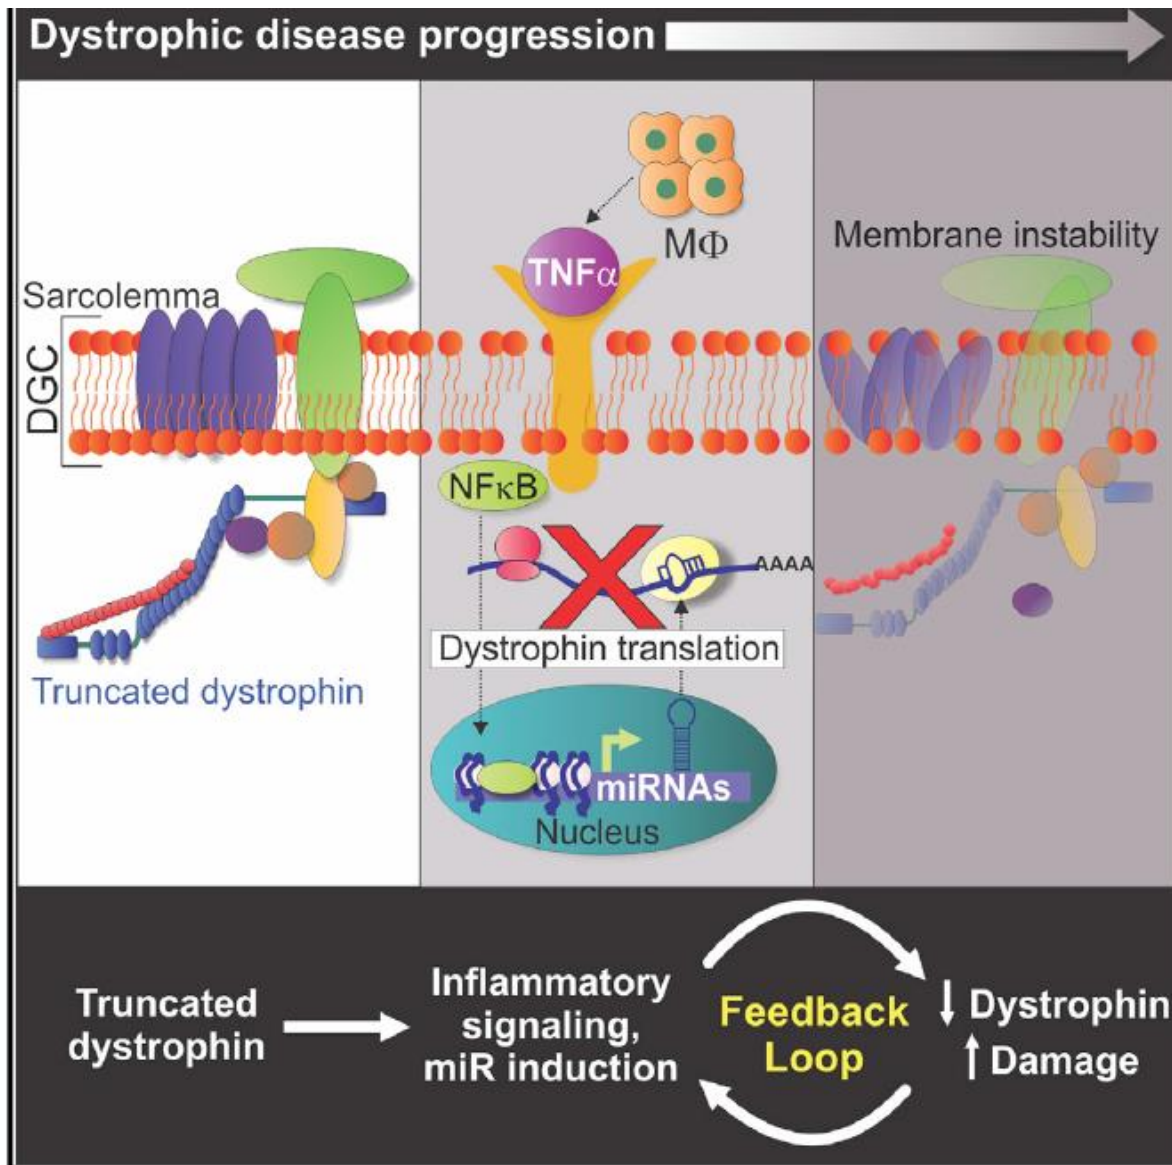 Dystrophic disease progression
Sarcolemma
DGC
Truncated dystrophin
MΦ
TNFα
NFκB
AAAA
Dystrophin translation
miRNAs
Nucleus
Membrane instability
Truncated
dystrophin
Inflammatory
signaling,
miR induction
Feedback
Loop
↓ Dystrophin
↑ Damage